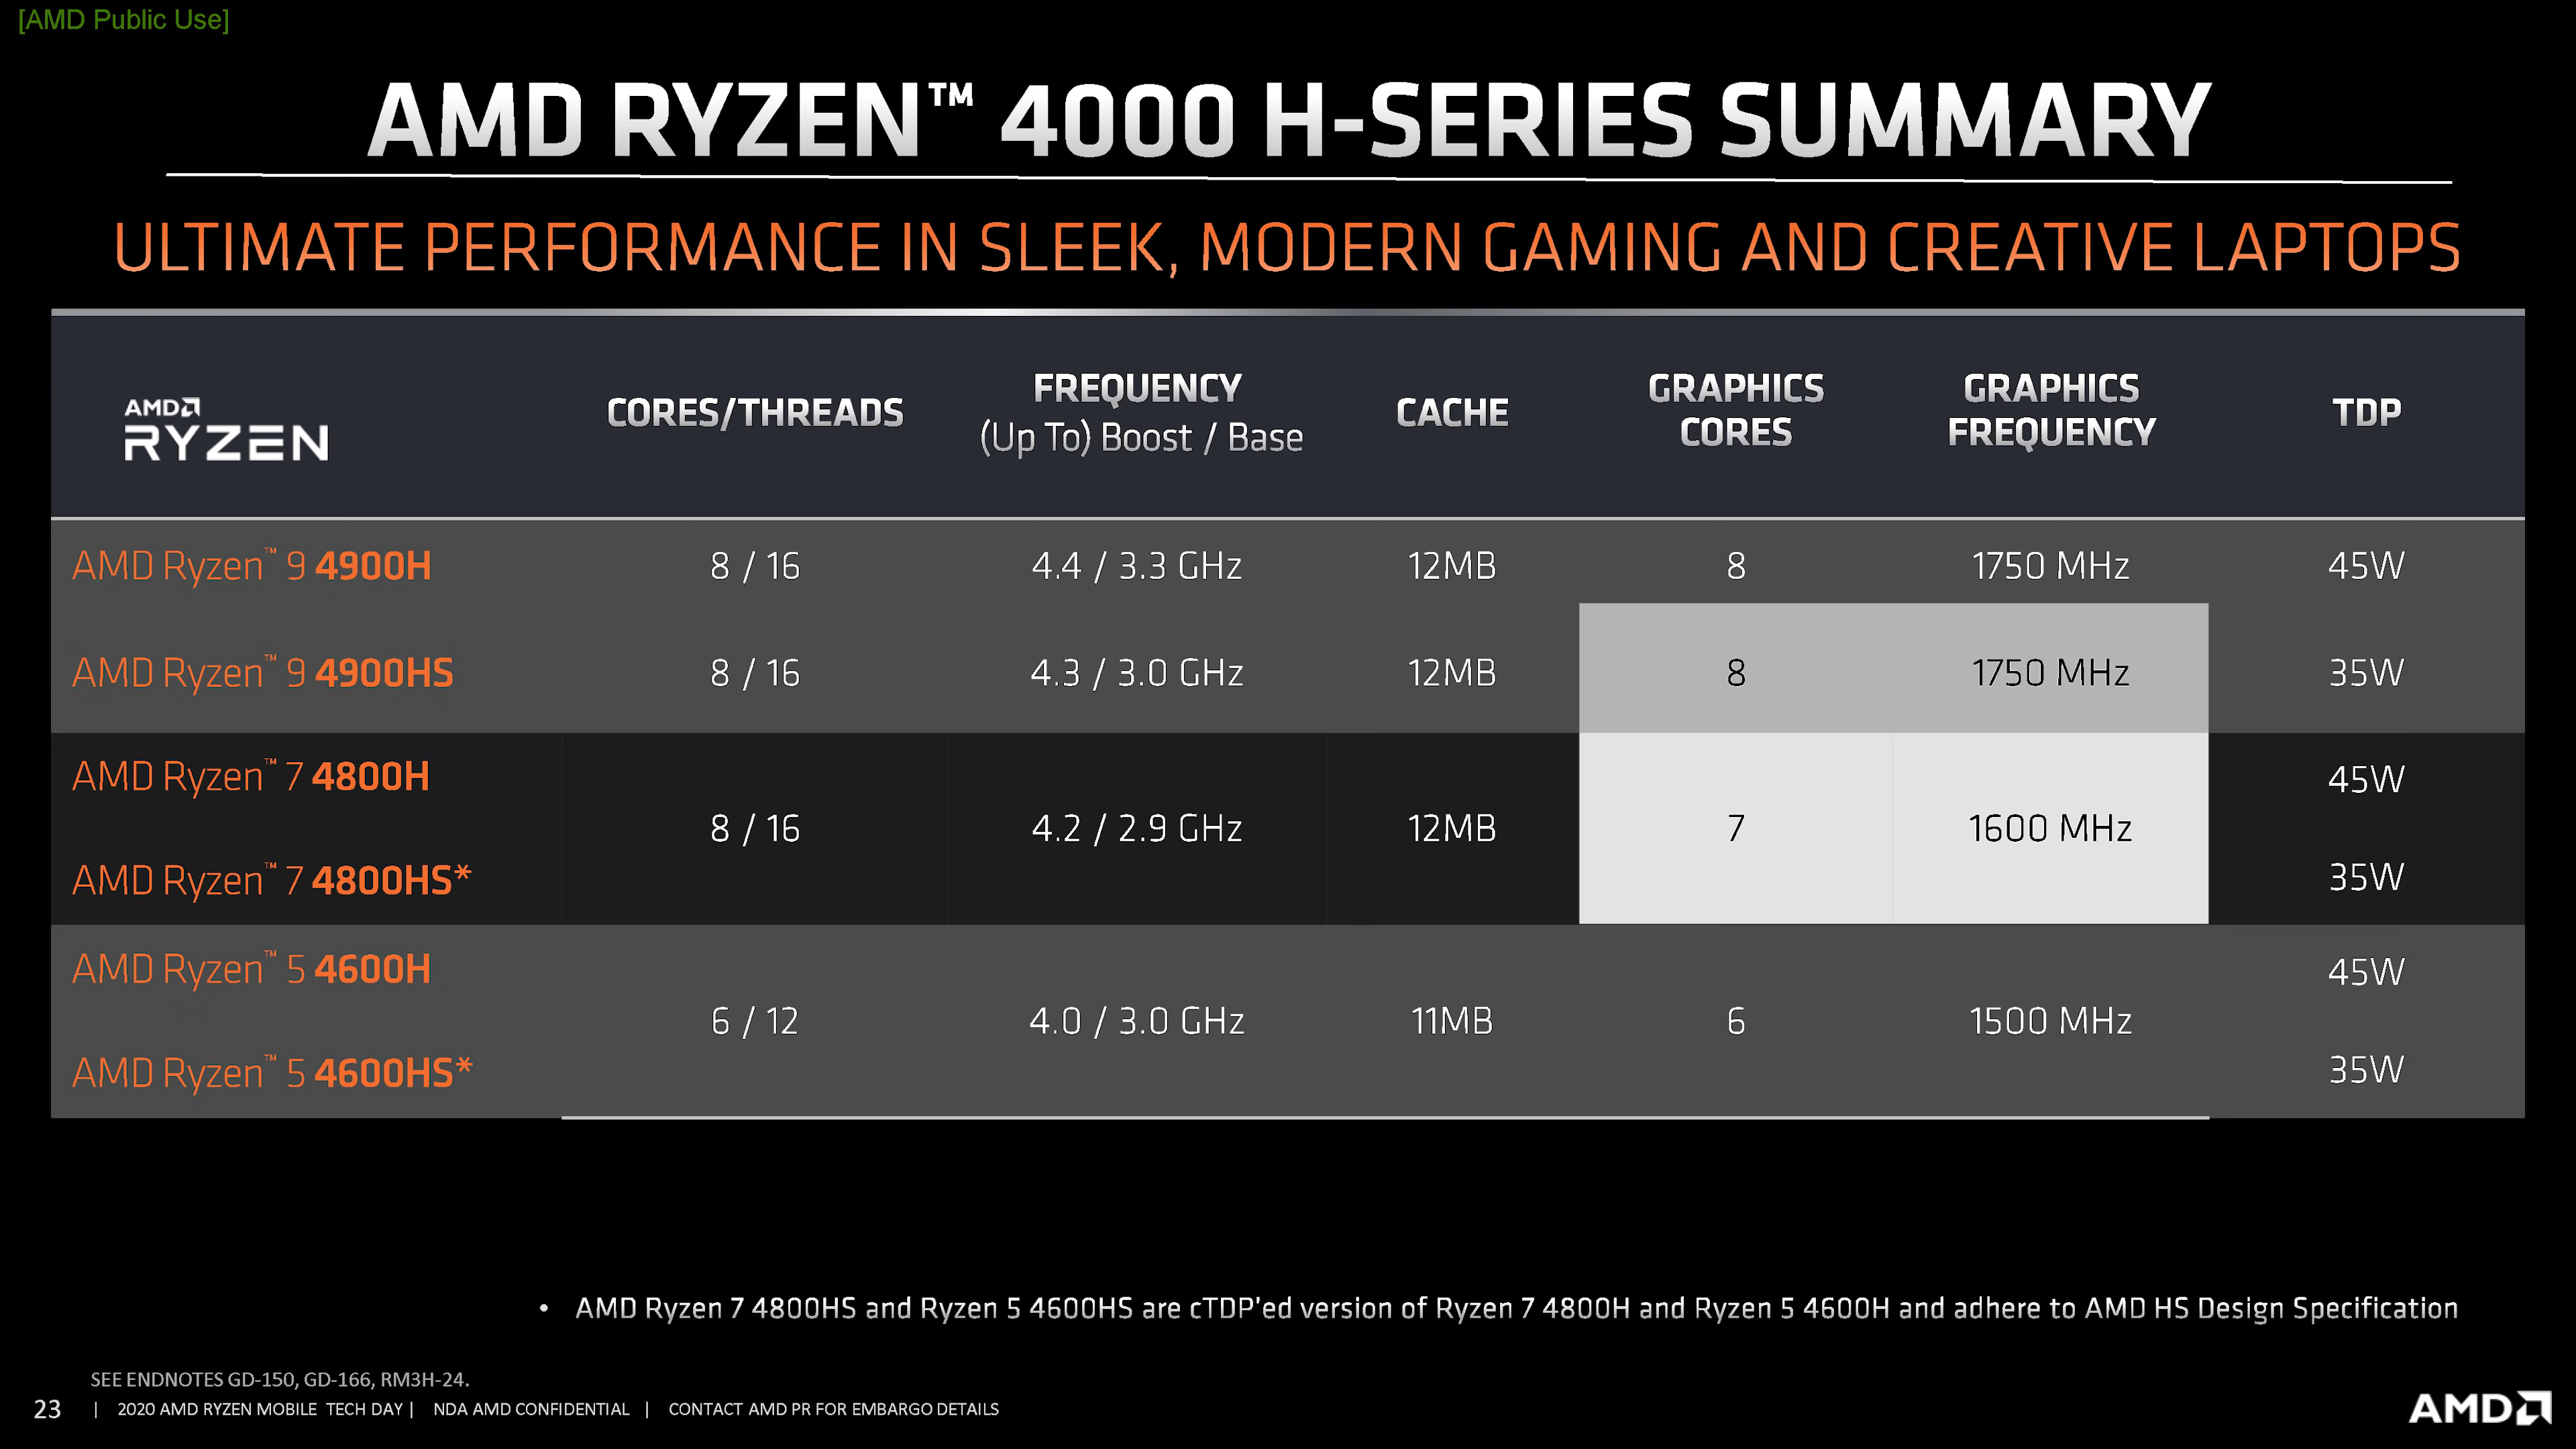 [AMD Public Use]
AMD RYZEN™ 4000 H-SERIES SUMMARY
ULTIMATE PERFORMANCE IN SLEEK, MODERN GAMING AND CREATIVE LAPTOPS
AMD RYZEN CORES/THREADS FREQUENCY (Up To) Boost / Base CACHE GRAPHICS CORES GRAPHICS FREQUENCY TDP
AMD Ryzen™ 9 4900H 8 / 16 4.4 / 3.3 GHz 12MB 8 1750 MHz 45W
AMD Ryzen™ 9 4900HS 8 / 16 4.3 / 3.0 GHz 12MB 8 1750 MHz 35W
AMD Ryzen™ 7 4800H 45W
8 / 16 4.2 / 2.9 GHz 12MB 7 1600 MHz
AMD Ryzen™ 7 4800HS* 35W
AMD Ryzen™ 5 4600H 45W
6 / 12 4.0 / 3.0 GHz 11MB 6 1500 MHz
AMD Ryzen™ 5 4600HS* 35W
• AMD Ryzen 7 4800HS and Ryzen 5 4600HS are cTDP'ed version of Ryzen 7 4800H and Ryzen 5 4600H and adhere to AMD HS Design Specification
SEE ENDNOTES GD-150, GD-166, RM3H-24.
23 | 2020 AMD RYZEN MOBILE TECH DAY | NDA AMD CONFIDENTIAL | CONTACT AMD PR FOR EMBARGO DETAILS
AMD